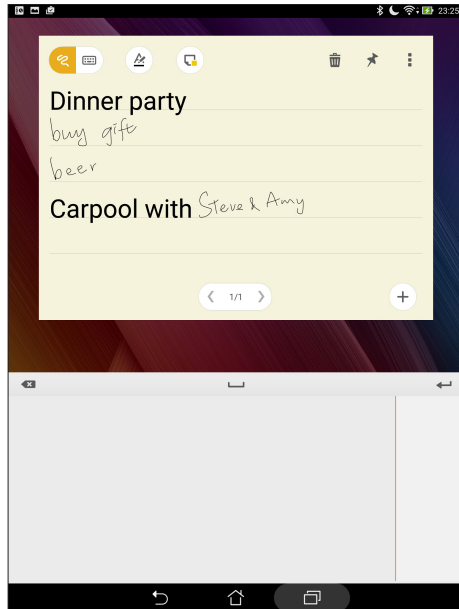 23:25
Dinner party
buy gift
beer
Carpool with Steve & Amy
1/1